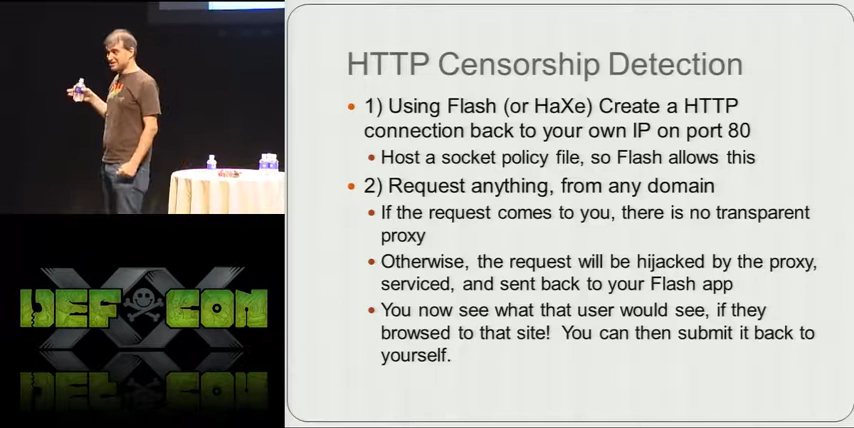 HTTP Censorship Detection
• 1) Using Flash (or HaXe) Create a HTTP
connection back to your own IP on port 80
• Host a socket policy file, so Flash allows this
• 2) Request anything, from any domain
• If the request comes to you, there is no transparent
proxy
• Otherwise, the request will be hijacked by the proxy,
serviced, and sent back to your Flash app
• You now see what that user would see, if they
browsed to that site! You can then submit it back to
yourself.
XX
DEF CON